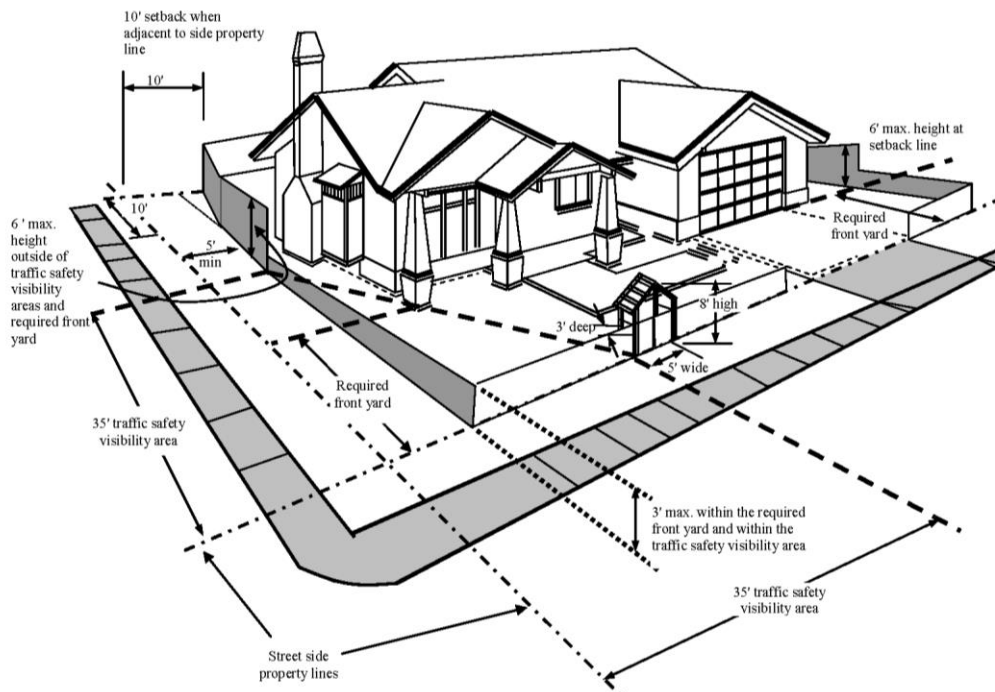 10' setback when
adjacent to side property
line
10'
6' max. height at
setback line
10'
6 ' max.
height
outside of
traffic safety
visibility
areas and
required front
yard
5'
min
Required
front yard
8' high
3' deep
5' wide
Required
front yard
35' traffic safety
visibility area
3' max. within the required
front yard and within the
traffic safety visibility area
35' traffic safety
visibility area
Street side
property lines